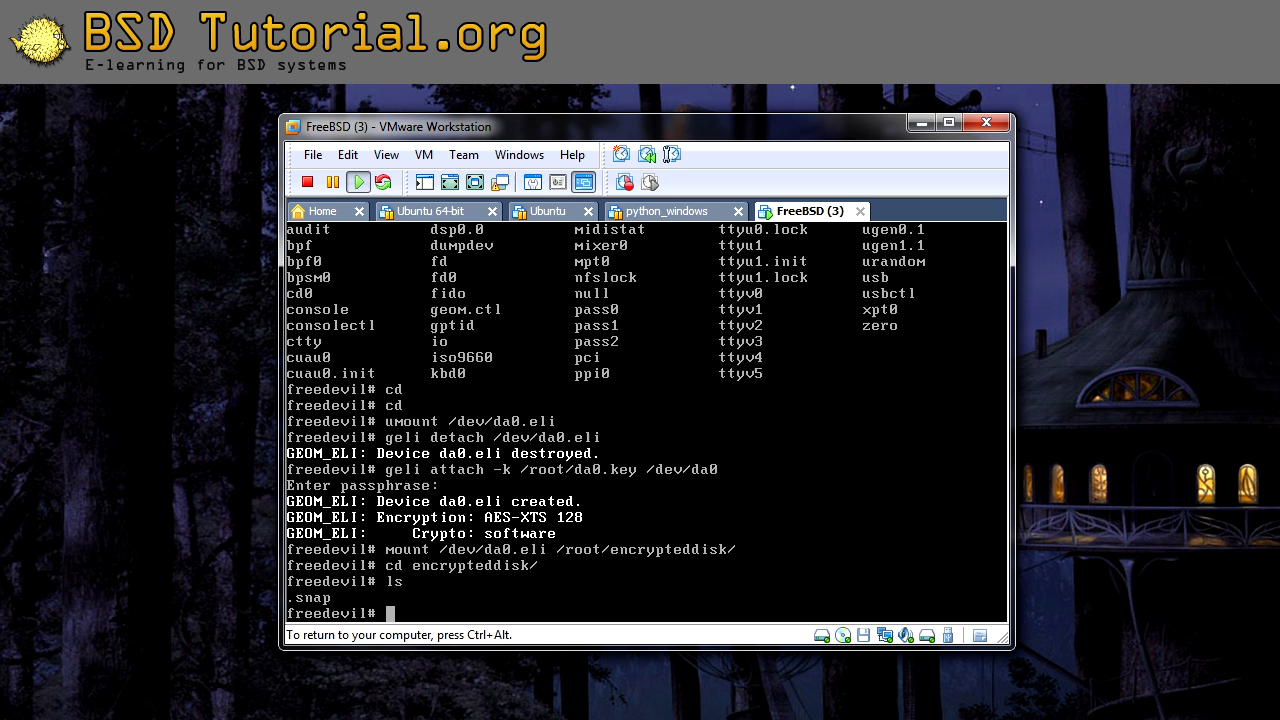 BSD Tutorial.org
E-learning for BSD systems
FreeBSD (3) - VMware Workstation
File Edit View VM Team Windows Help
Home Ubuntu 64-bit Ubuntu python_windows FreeBSD (3)
audit dsp0.0 midistat ttyu0.lock ugen0.1
bpf dumpdev mixer0 ttyu1 ugen1.1
bpf0 fd mpt0 ttyu1.init urandom
bpsm0 fd0 nfslock ttyu1.lock usb
cd0 fido null ttyv0 usbctl
console geom.ctl pass0 ttyv1 xpt0
consolectl gptid pass1 ttyv2 zero
ctty io pass2 ttyv3
cuau0 iso9660 pci ttyv4
cuau0.init kbd0 ppi0 ttyv5
freedevil# cd
freedevil# cd
freedevil# umount /dev/da0.eli
freedevil# geli detach /dev/da0.eli
GEOM_ELI: Device da0.eli destroyed.
freedevil# geli attach -k /root/da0.key /dev/da0
Enter passphrase:
GEOM_ELI: Device da0.eli created.
GEOM_ELI: Encryption: AES-XTS 128
GEOM_ELI:     Crypto: software
freedevil# mount /dev/da0.eli /root/encrypteddisk/
freedevil# cd encrypteddisk/
freedevil# ls
.snap
freedevil#
To return to your computer, press Ctrl+Alt.